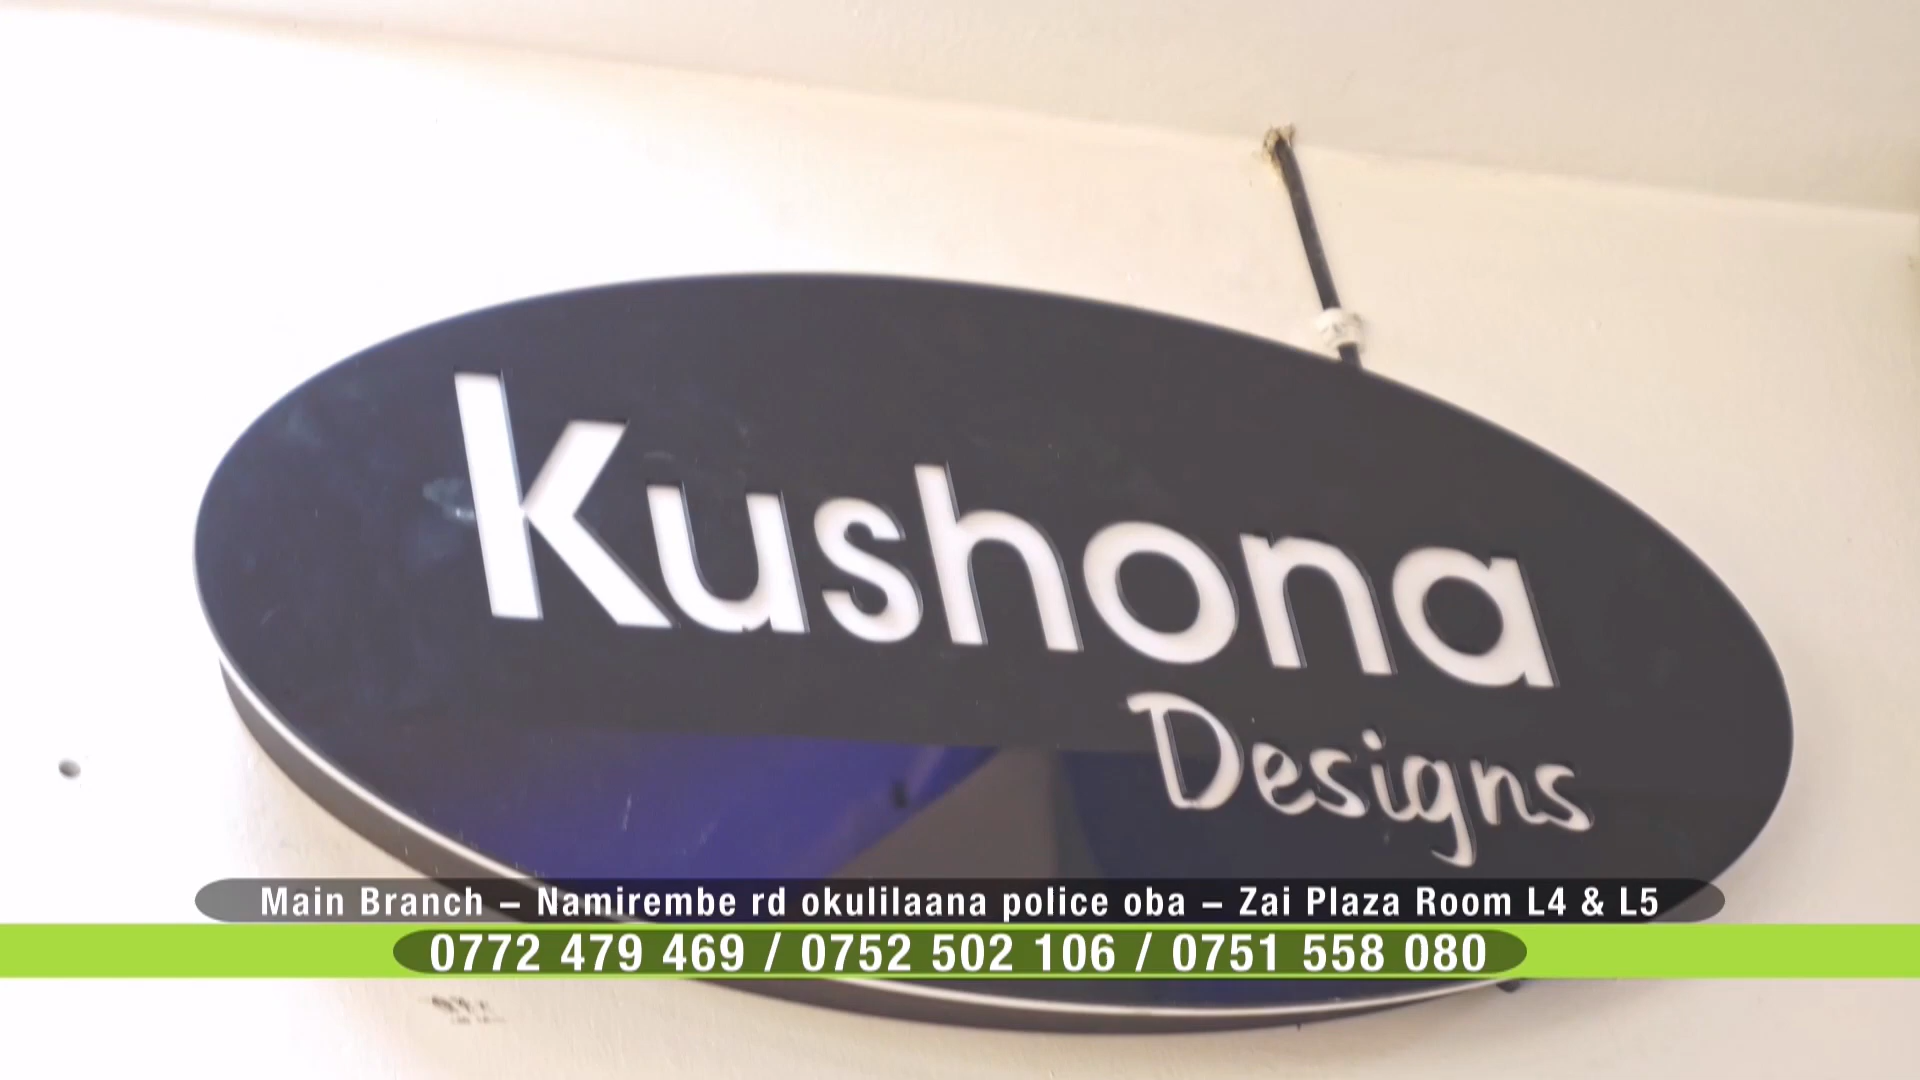 Kushona
Designs
Main Branch – Namirembe rd okulilaana police oba – Zai Plaza Room L4 & L5
0772 479 469 / 0752 502 106 / 0751 558 080